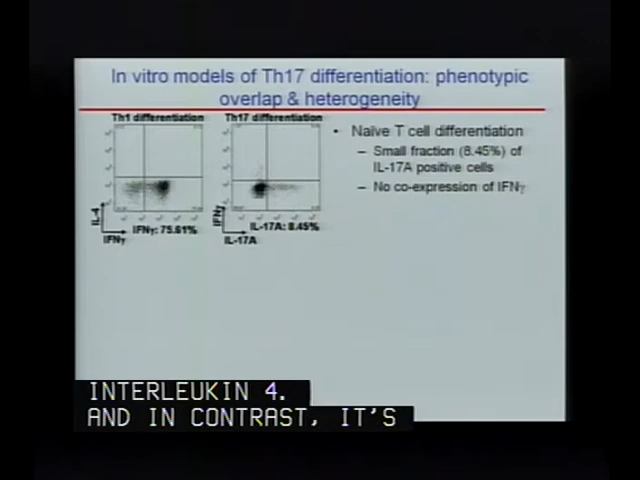 In vitro models of Th17 differentiation: phenotypic
overlap & heterogeneity
Th1 differentiation
Th17 differentiation
IL-4
IFNγ
IFNγ: 75.61%
IFNγ
IL-17A
IL-17A: 8.45%
• Naïve T cell differentiation
– Small fraction (8.45%) of
IL-17A positive cells
– No co-expression of IFNγ
INTERLEUKIN 4.
AND IN CONTRAST, IT'S